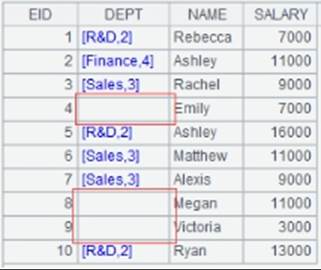 EID DEPT NAME SALARY
1 [R&D,2] Rebecca 7000
2 [Finance,4] Ashley 11000
3 [Sales,3] Rachel 9000
4 Emily 7000
5 [R&D,2] Ashley 16000
6 [Sales,3] Matthew 11000
7 [Sales,3] Alexis 9000
8 Megan 11000
9 Victoria 3000
10 [R&D,2] Ryan 13000